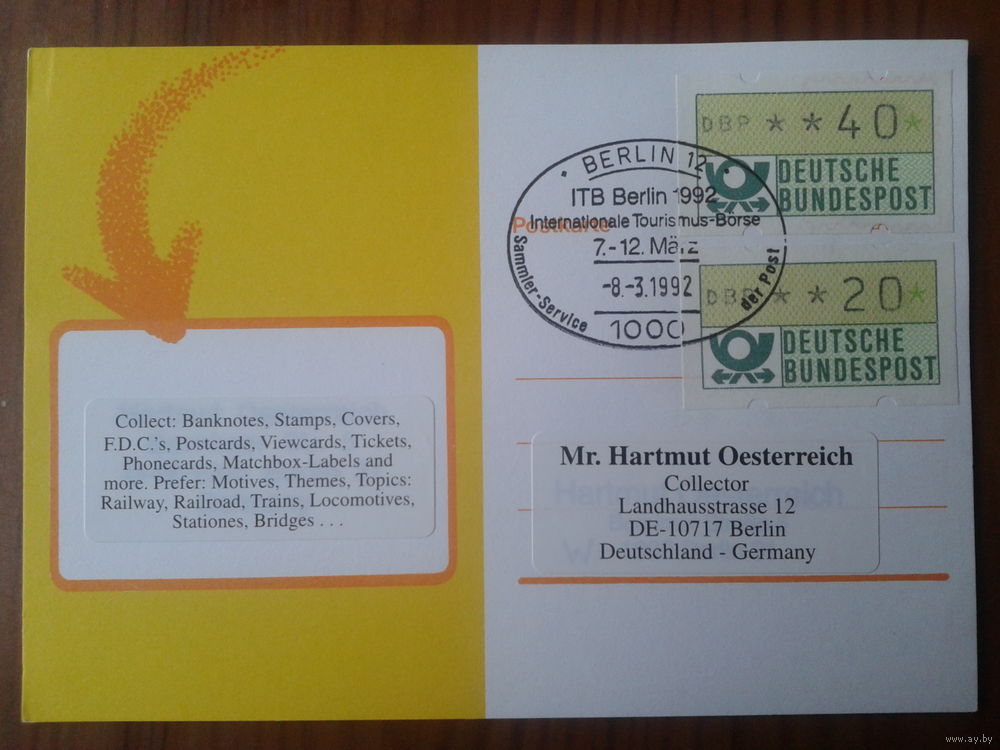 Collect: Banknotes, Stamps, Covers,
F.D.C.'s, Postcards, Viewcards, Tickets,
Phonecards, Matchbox-Labels and
more. Prefer: Motives, Themes, Topics:
Railway, Railroad, Trains, Locomotives,
Stationes, Bridges . . .
BERLIN 12
ITB Berlin 1992
Internationale Tourismus-Börse
Postkarte
7.-12. März
-8.-3.1992
1000
Sammler-Service
der Post
DBP * * 40 *
DEUTSCHE
BUNDESPOST
DBP * * 20 *
DEUTSCHE
BUNDESPOST
Mr. Hartmut Oesterreich
Collector
Landhausstrasse 12
DE-10717 Berlin
Deutschland - Germany
www.ay.by